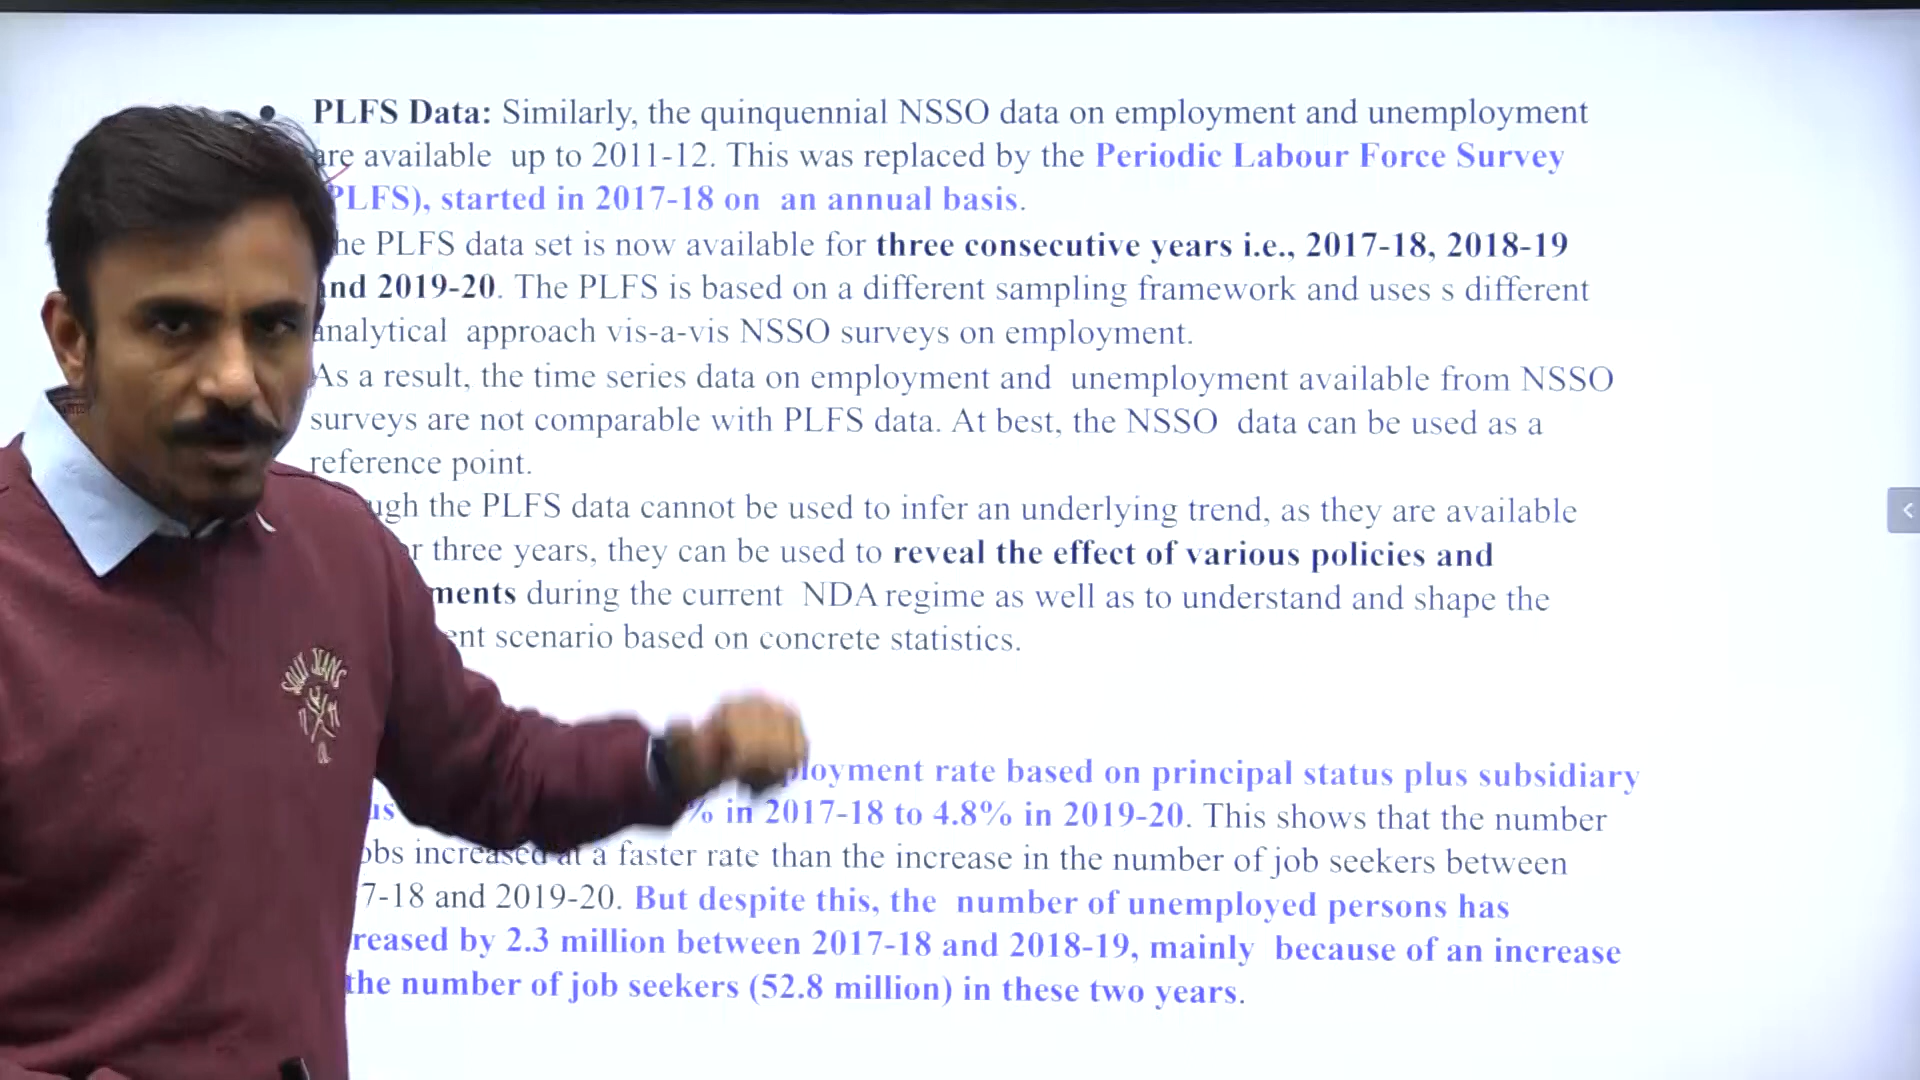 • PLFS Data: Similarly, the quinquennial NSSO data on employment and unemployment
are available up to 2011-12. This was replaced by the Periodic Labour Force Survey
PLFS), started in 2017-18 on an annual basis.
he PLFS data set is now available for three consecutive years i.e., 2017-18, 2018-19
nd 2019-20. The PLFS is based on a different sampling framework and uses s different
analytical approach vis-a-vis NSSO surveys on employment.
As a result, the time series data on employment and unemployment available from NSSO
surveys are not comparable with PLFS data. At best, the NSSO data can be used as a
reference point.
ugh the PLFS data cannot be used to infer an underlying trend, as they are available
r three years, they can be used to reveal the effect of various policies and
ments during the current NDA regime as well as to understand and shape the
ent scenario based on concrete statistics.
loyment rate based on principal status plus subsidiary
us % in 2017-18 to 4.8% in 2019-20. This shows that the number
obs increased at a faster rate than the increase in the number of job seekers between
7-18 and 2019-20. But despite this, the number of unemployed persons has
reased by 2.3 million between 2017-18 and 2018-19, mainly because of an increase
the number of job seekers (52.8 million) in these two years.